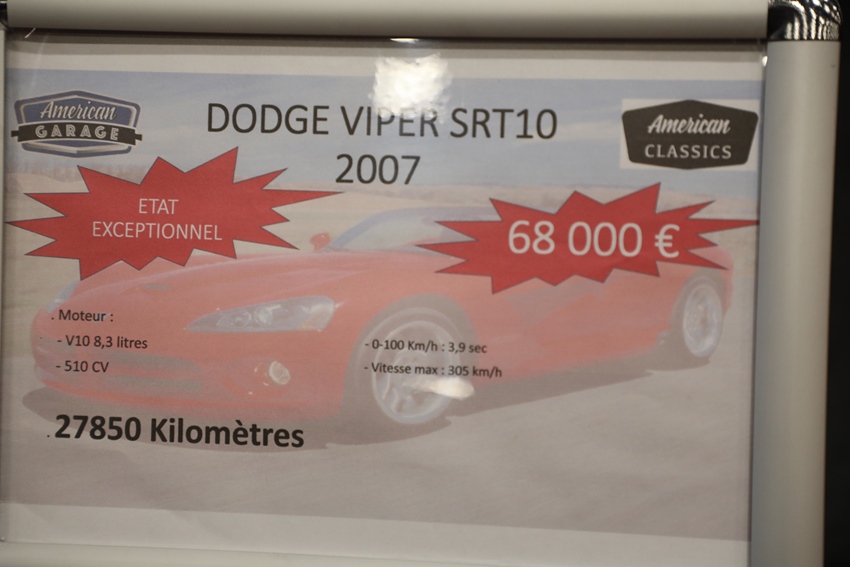 American
GARAGE
DODGE VIPER SRT10
2007
American
CLASSICS
ETAT
EXCEPTIONNEL
68 000 €
. Moteur :
- V10 8,3 litres
- 510 CV
- 0-100 Km/h : 3,9 sec
- Vitesse max : 305 km/h
. 27850 Kilomètres